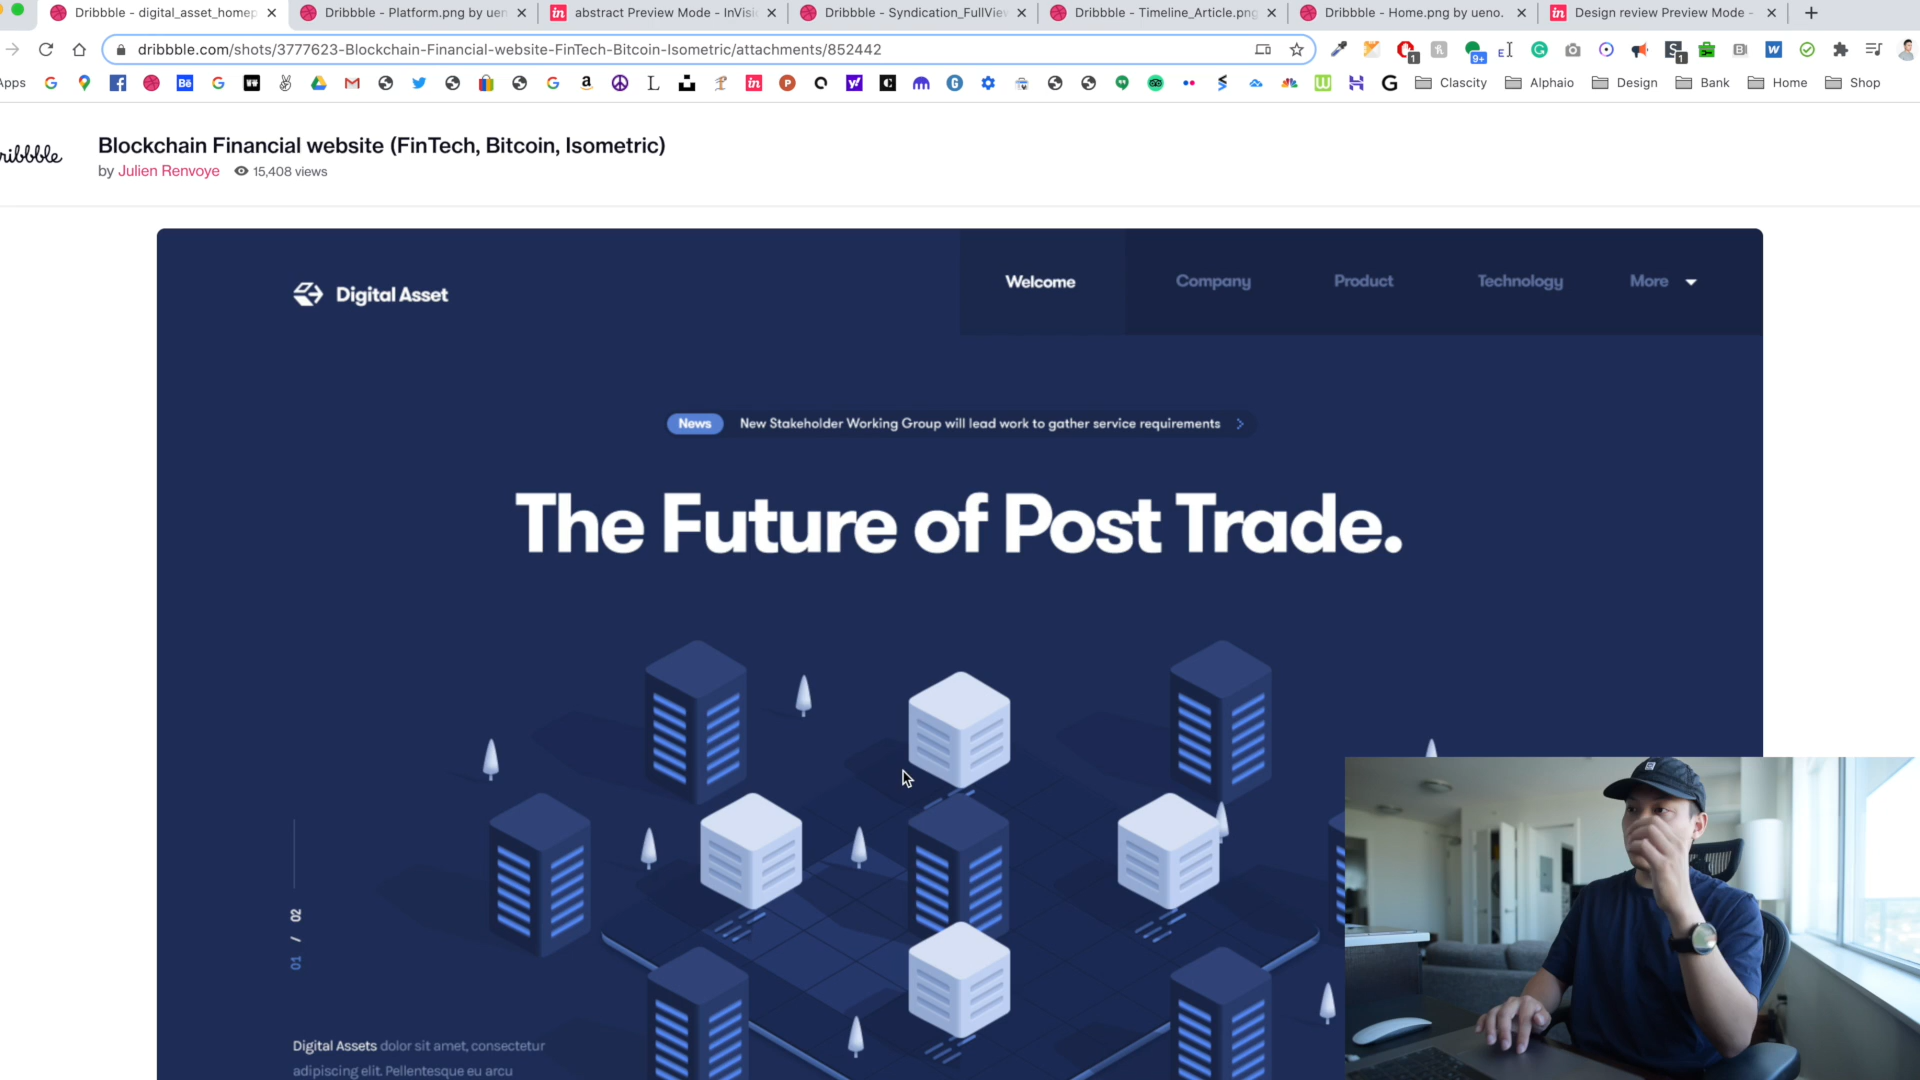 Dribbble - digital_asset_homep
Dribbble - Platform.png by uen
abstract Preview Mode - InVisi
Dribbble - Syndication_FullView
Dribbble - Timeline_Article.png
Dribbble - Home.png by ueno.
Design review Preview Mode -
dribbble.com/shots/3777623-Blockchain-Financial-website-FinTech-Bitcoin-Isometric/attachments/852442
Apps
Clascity
Alphaio
Design
Bank
Home
Shop
ribbble
Blockchain Financial website (FinTech, Bitcoin, Isometric)
by Julien Renvoye 15,408 views
Digital Asset
Welcome
Company
Product
Technology
More
News New Stakeholder Working Group will lead work to gather service requirements
The Future of Post Trade.
01 / 02
Digital Assets dolor sit amet, consectetur
adipiscing elit. Pellentesque eu arcu